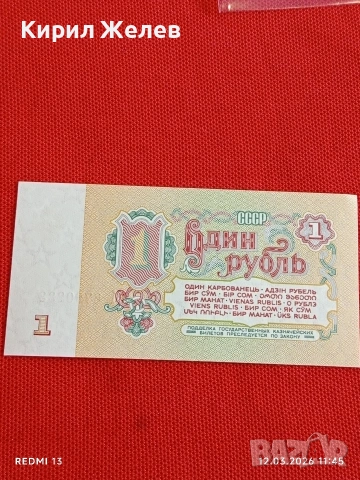 Кирил Желев
СССР
1
1
Один
рубль
ОДИН КАРБОВАНЕЦЬ • АДЗІН РУБЕЛЬ
БИР СЎМ • БІР СОМ • ᲔᲠᲗᲘ ᲛᲐᲜᲔᲗᲘ
БИР МАНАТ • VIENAS RUBLIS • О РУБЛЭ
VIENS RUBLIS • БИР СОМ • ЯК СЎМ
ՄԵԿ ՌՈՒԲԼԻ • БИР МАНАТ • ÜKS RUBLA
ПОДДЕЛКА ГОСУДАРСТВЕННЫХ КАЗНАЧЕЙСКИХ
БИЛЕТОВ ПРЕСЛЕДУЕТСЯ ПО ЗАКОНУ
1
REDMI 13
12.03.2026 11:45
BAZAR